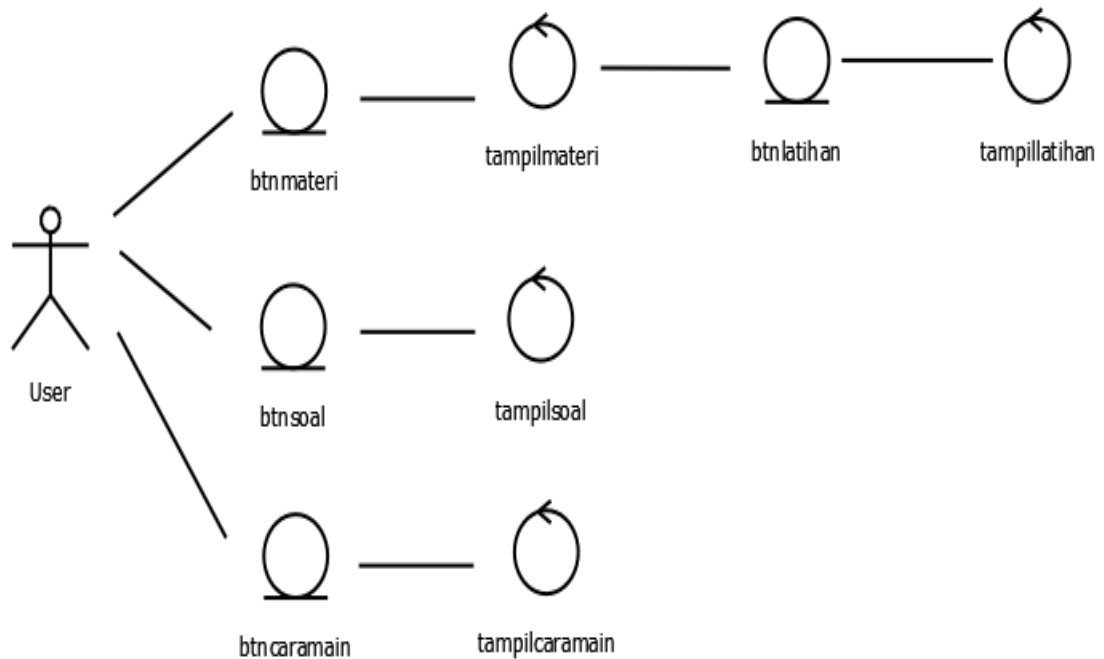 btnmateri
tampilmateri
btnlatihan
tampillatihan
User
btnsoal
tampilsoal
btncaramain
tampilcaramain